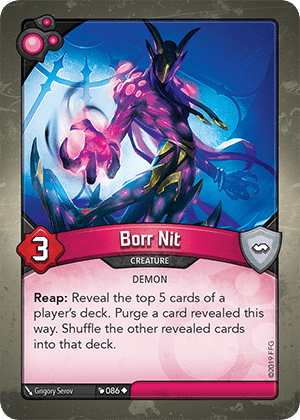 3
Borr Nit
CREATURE
DEMON
Reap: Reveal the top 5 cards of a
player's deck. Purge a card revealed this
way. Shuffle the other revealed cards
into that deck.
Grigory Serov
086
©2019 FFG